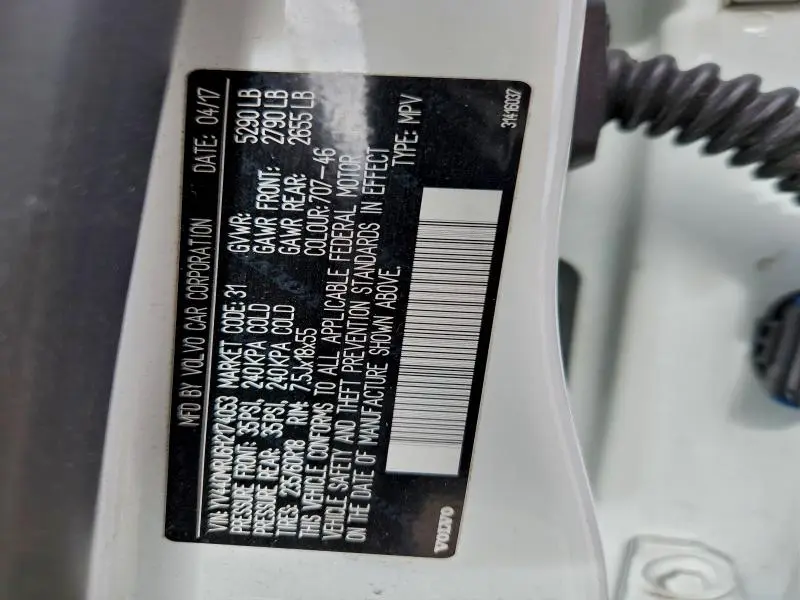 MFD BY VOLVO CAR CORPORATION DATE: 04/17
VIN: YV440MRU6H2174053 MARKET CODE: 31 GVWR: 5290 LB
PRESSURE FRONT: 35PSI, 240KPA COLD GAWR FRONT: 2790 LB
PRESSURE REAR: 35PSI, 240KPA COLD GAWR REAR: 2655 LB
TIRES: 235/60R18 RIM: 7.5Jx18x55 COLOUR: 707-46
THIS VEHICLE CONFORMS TO ALL APPLICABLE FEDERAL MOTOR
VEHICLE SAFETY AND THEFT PREVENTION STANDARDS IN EFFECT
ON THE DATE OF MANUFACTURE SHOWN ABOVE. TYPE: MPV
VOLVO 31416037